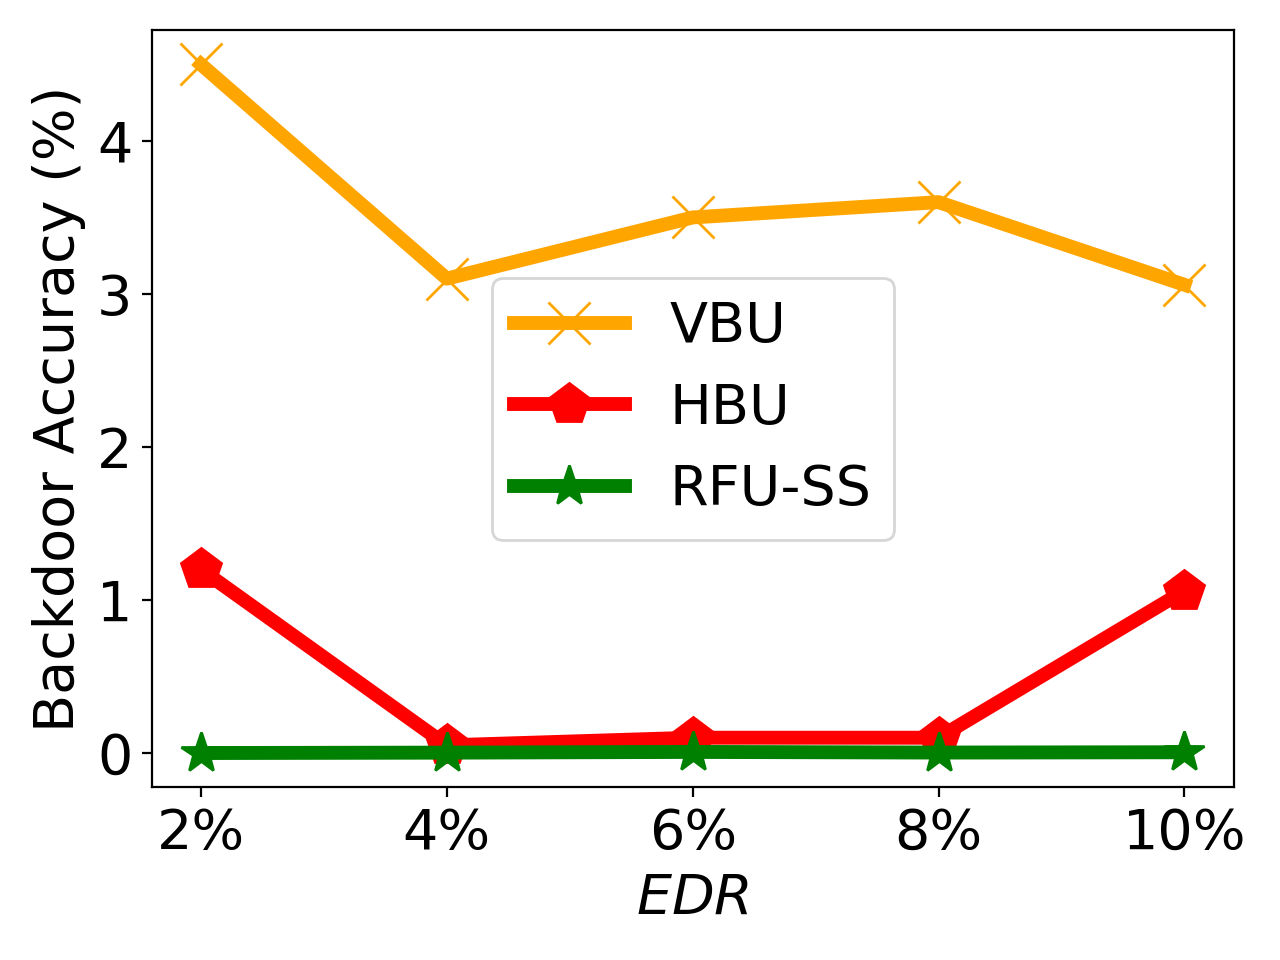 Backdoor Accuracy (%)
4
3
2
1
0
VBU
HBU
RFU-SS
2% 4% 6% 8% 10%
EDR